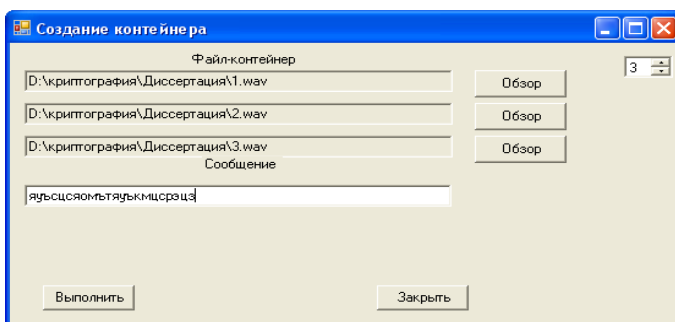 Создание контейнера
Файл-контейнер
3
D:\криптография\Диссертация\1.wav
Обзор
D:\криптография\Диссертация\2.wav
Обзор
D:\криптография\Диссертация\3.wav
Обзор
Сообщение
яуъсцсяомътяуъкмцсрэцэ
Выполнить
Закрыть